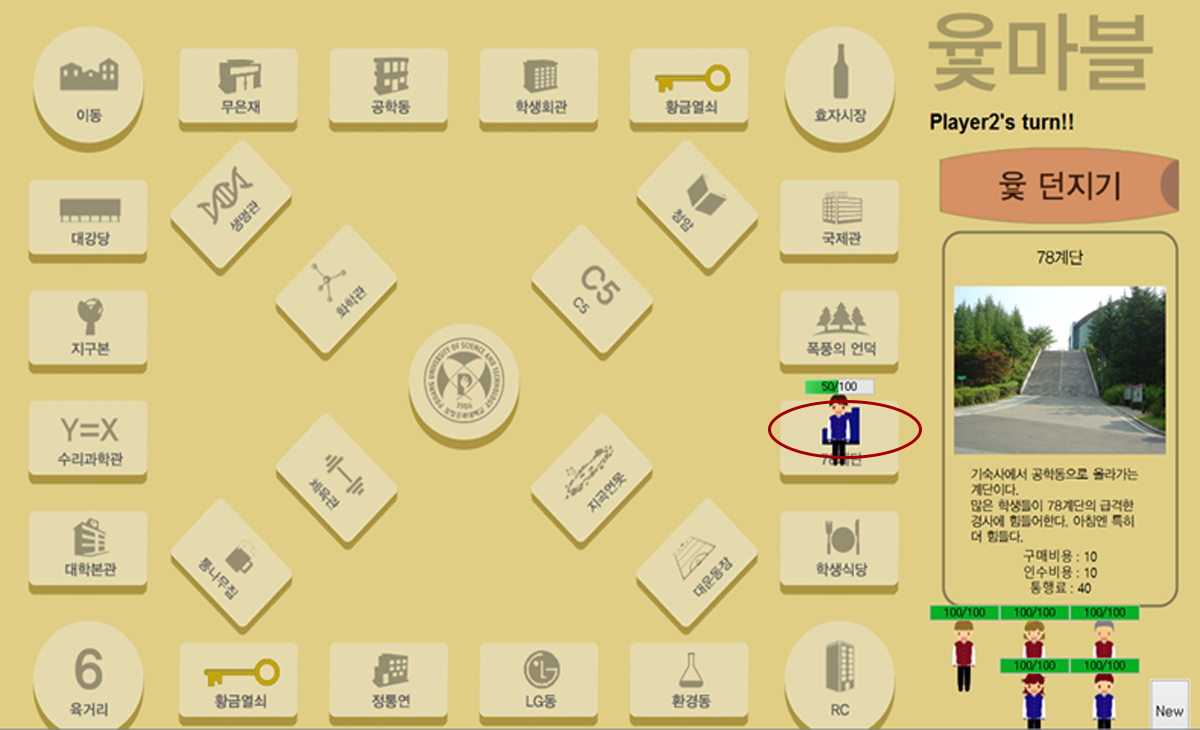 윷마블
Player2's turn!!
윷 던지기
이동
무은재
공학동
학생회관
황금열쇠
효자시장
대강당
생명관
청암
국제관
지구본
화학관
C5
C5
폭풍의 언덕
POHANG UNIVERSITY OF SCIENCE AND TECHNOLOGY
1986
50/100
Y=X
수리과학관
체육관
지곡연못
78계단
대학본관
통나무집
대운동장
학생식당
6
육거리
황금열쇠
정통연
LG동
환경동
RC
78계단
기숙사에서 공학동으로 올라가는
계단이다.
많은 학생들이 78계단의 급격한
경사에 힘들어한다. 아침엔 특히
더 힘들다.
구매비용 : 10
인수비용 : 10
통행료 : 40
100/100 100/100 100/100
100/100 100/100
New